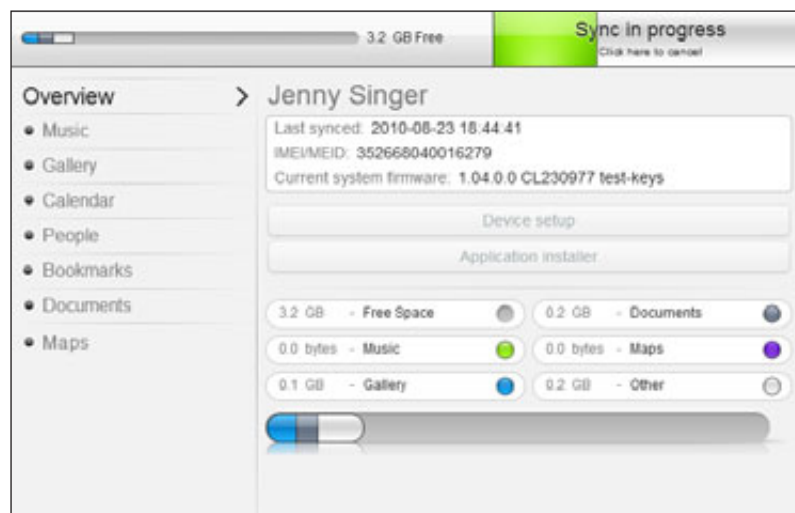 3.2 GB Free
Sync in progress
Click here to cancel
Overview
Music
Gallery
Calendar
People
Bookmarks
Documents
Maps
Jenny Singer
Last synced: 2010-08-23 18:44:41
IMEI/MEID: 352668040016279
Current system firmware: 1.04.0.0 CL230977 test-keys
Device setup
Application installer
3.2 GB - Free Space
0.2 GB - Documents
0.0 bytes - Music
0.0 bytes - Maps
0.1 GB - Gallery
0.2 GB - Other